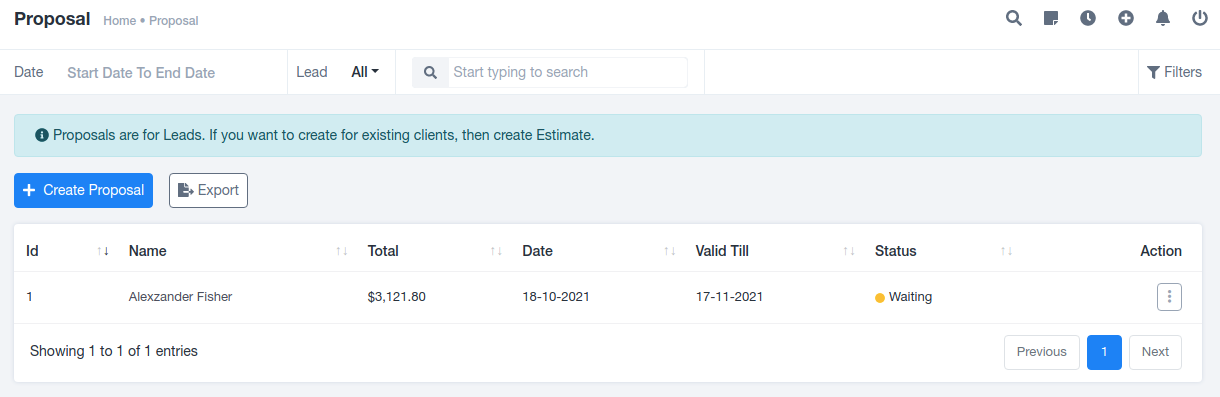 Proposal Home • Proposal
Date Start Date To End Date Lead All Start typing to search Filters
Proposals are for Leads. If you want to create for existing clients, then create Estimate.
+ Create Proposal Export
Id Name Total Date Valid Till Status Action
1 Alexzander Fisher $3,121.80 18-10-2021 17-11-2021 Waiting
Showing 1 to 1 of 1 entries Previous 1 Next